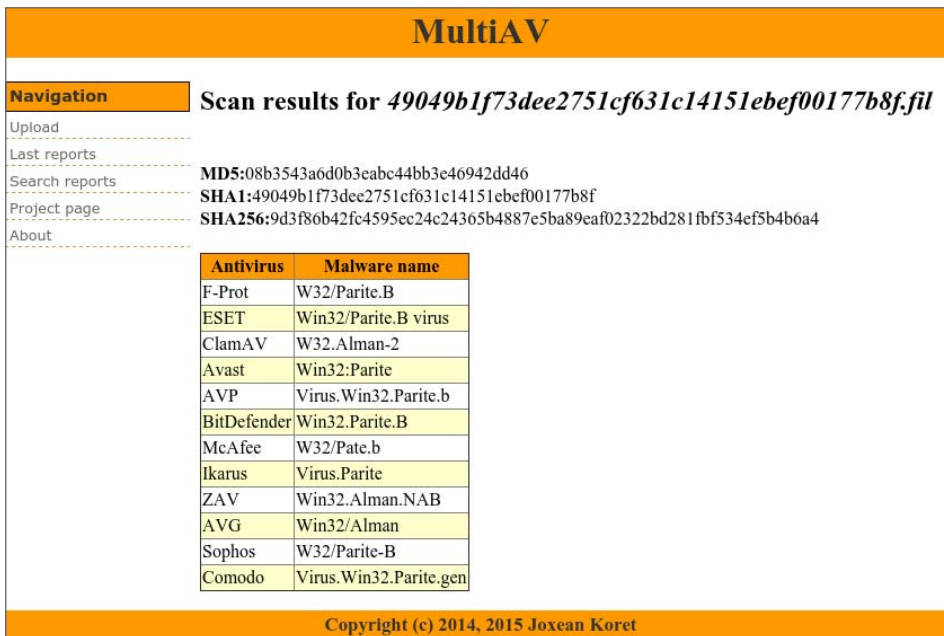 MultiAV
Navigation
Upload
Last reports
Search reports
Project page
About
Scan results for 49049b1f73dee2751cf631c14151ebef00177b8f.fil
MD5:08b3543a6d0b3eabc44bb3e46942dd46
SHA1:49049b1f73dee2751cf631c14151ebef00177b8f
SHA256:9d3f86b42fc4595ec24c24365b4887e5ba89eaf02322bd281fbf534ef5b4b6a4
Antivirus Malware name
F-Prot W32/Parite.B
ESET Win32/Parite.B virus
ClamAV W32.Alman-2
Avast Win32:Parite
AVP Virus.Win32.Parite.b
BitDefender Win32.Parite.B
McAfee W32/Pate.b
Ikarus Virus.Parite
ZAV Win32.Alman.NAB
AVG Win32/Alman
Sophos W32/Parite-B
Comodo Virus.Win32.Parite.gen
Copyright (c) 2014, 2015 Joxean Koret